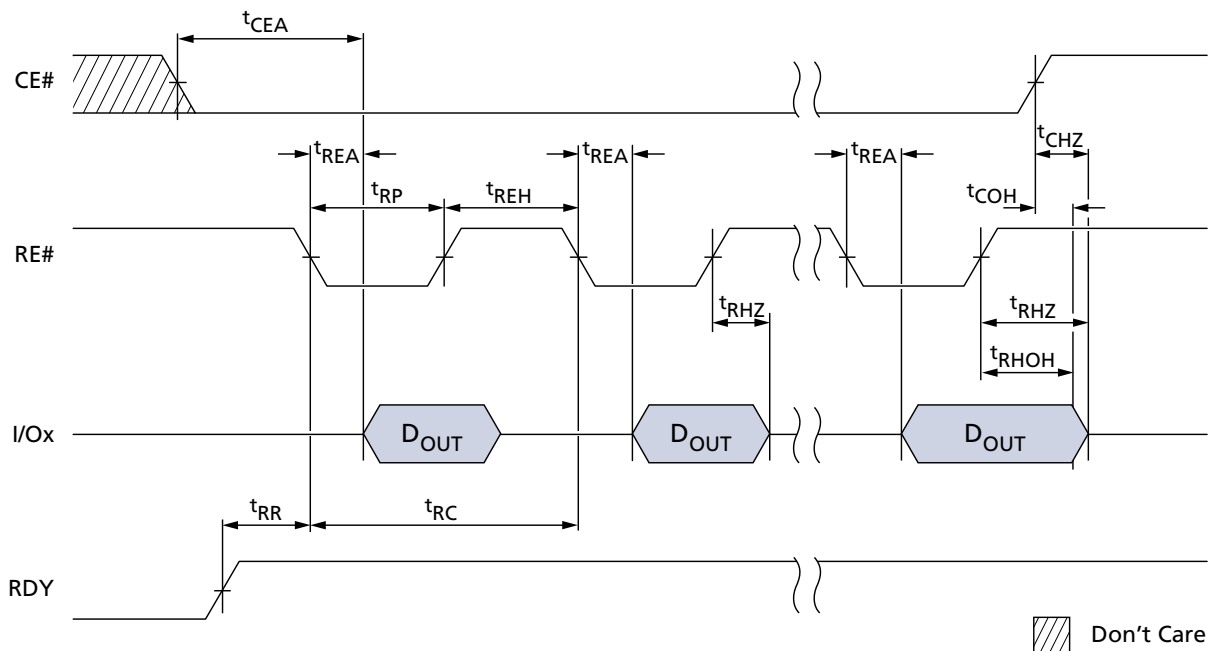 tCEA
CE#
tCHZ
tREA
tREA
tREA
tRP
tREH
tCOH
RE#
tRHZ
tRHZ
tRHOH
I/Ox
DOUT
DOUT
DOUT
tRR
tRC
RDY
Don't Care